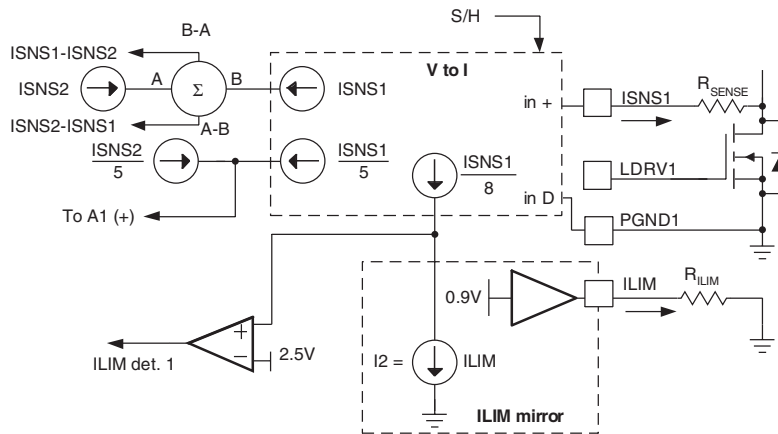 S/H
B-A
ISNS1-ISNS2
V to I
ISNS2
A
Σ
B
ISNS1
in +
ISNS1
RSENSE
ISNS2-ISNS1
A-B
ISNS2
5
ISNS1
5
ISNS1
8
LDRV1
To A1 (+)
in D
PGND1
0.9V
ILIM
RILIM
+
−
2.5V
ILIM det. 1
I2 =
ILIM
ILIM mirror